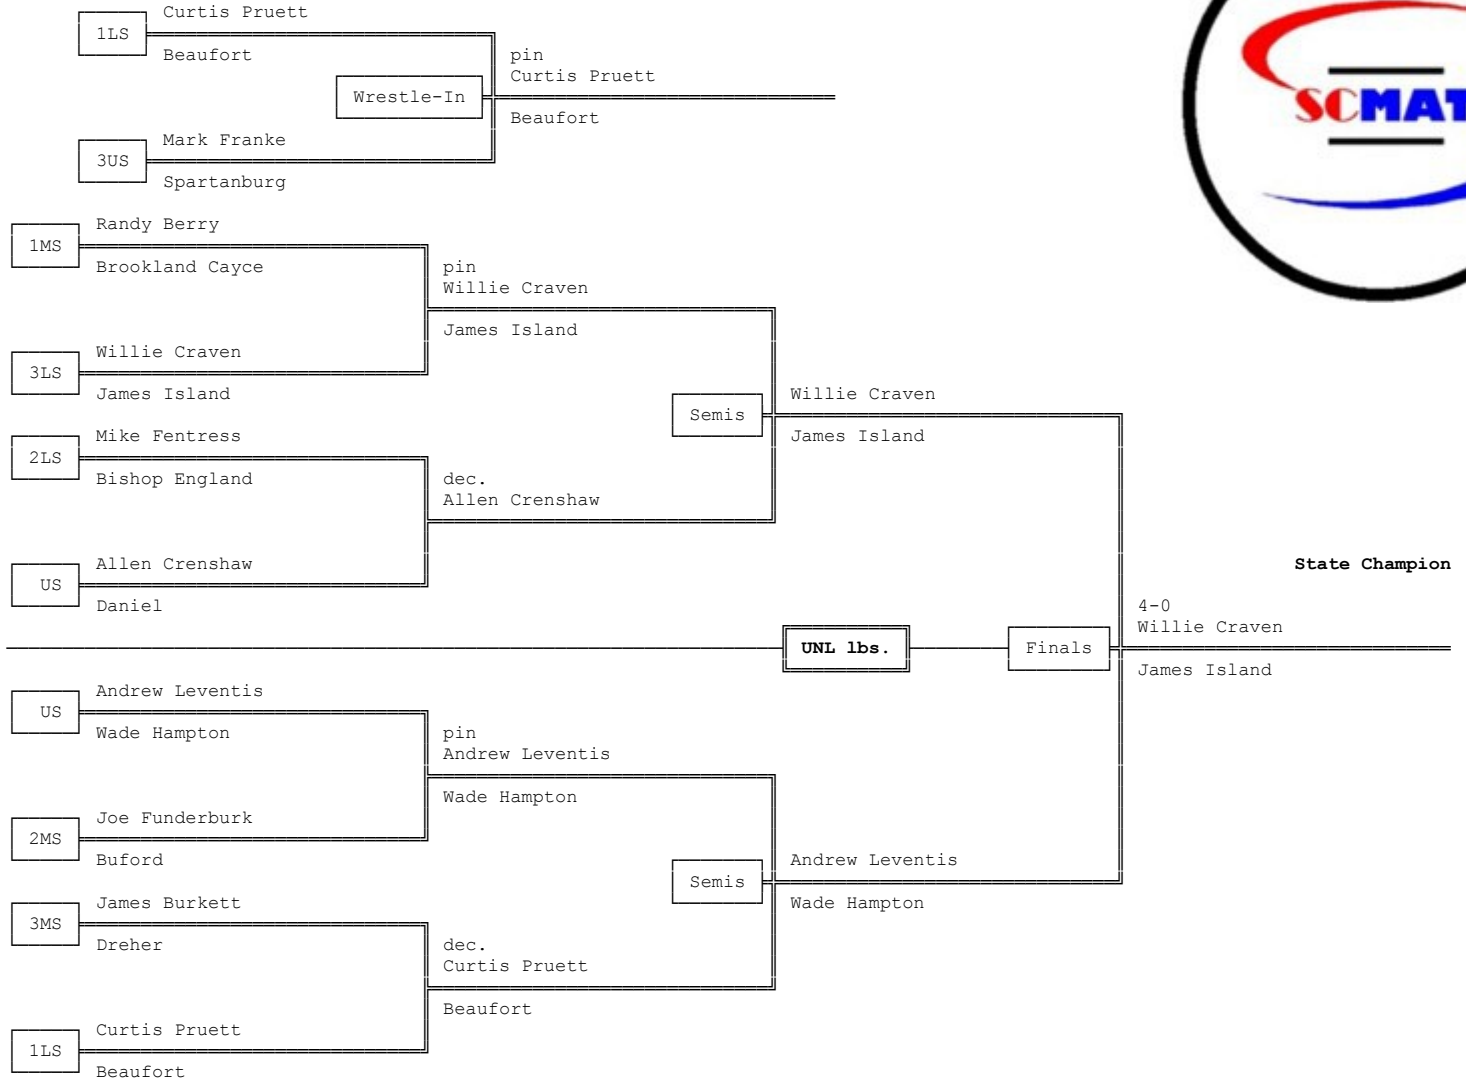 Curtis Pruett
1LS
Beaufort
pin
Curtis Pruett
Wrestle-In
Beaufort
Mark Franke
3US
Spartanburg
SCMAT
Randy Berry
1MS
Brookland Cayce
pin
Willie Craven
James Island
Willie Craven
3LS
James Island
Willie Craven
Semis
James Island
Mike Fentress
2LS
Bishop England
dec.
Allen Crenshaw
Allen Crenshaw
US
Daniel
State Champion
4-0
Willie Craven
UNL lbs.
Finals
James Island
Andrew Leventis
US
Wade Hampton
pin
Andrew Leventis
Wade Hampton
Joe Funderburk
2MS
Buford
Andrew Leventis
Semis
Wade Hampton
James Burkett
3MS
Dreher
dec.
Curtis Pruett
Beaufort
Curtis Pruett
1LS
Beaufort